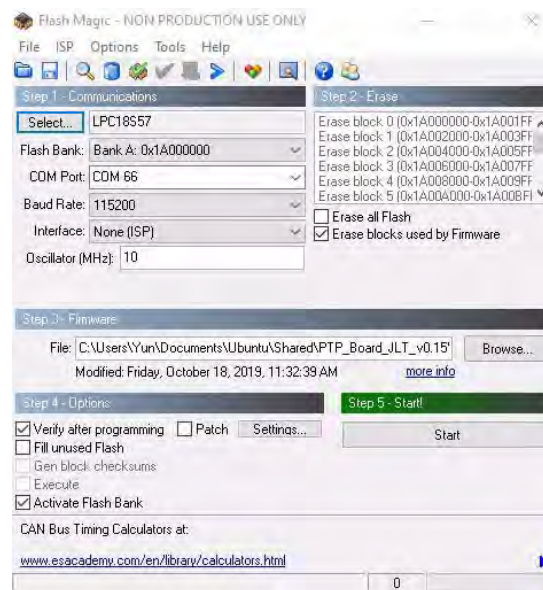 Flash Magic - NON PRODUCTION USE ONLY
File ISP Options Tools Help
Step 1 - Communications
Select... LPC18S57
Flash Bank: Bank A: 0x1A000000
COM Port: COM 66
Baud Rate: 115200
Interface: None (ISP)
Oscillator (MHz): 10
Step 2 - Erase
Erase block 0 (0x1A000000-0x1A001FF
Erase block 1 (0x1A002000-0x1A003FF
Erase block 2 (0x1A004000-0x1A005FF
Erase block 3 (0x1A006000-0x1A007FF
Erase block 4 (0x1A008000-0x1A009FF
Erase block 5 (0x1A00A000-0x1A00BFF
Erase all Flash
Erase blocks used by Firmware
Step 3 - Firmware
File: C:\Users\Yun\Documents\Ubuntu\Shared\PTP_Board_JLT_v0.15 Browse...
Modified: Friday, October 18, 2019, 11:32:39 AM more info
Step 4 - Options
Verify after programming Patch Settings...
Fill unused Flash
Gen block checksums
Execute
Activate Flash Bank
Step 5 - Start!
Start
CAN Bus Timing Calculators at:
www.esacademy.com/en/library/calculators.html
0